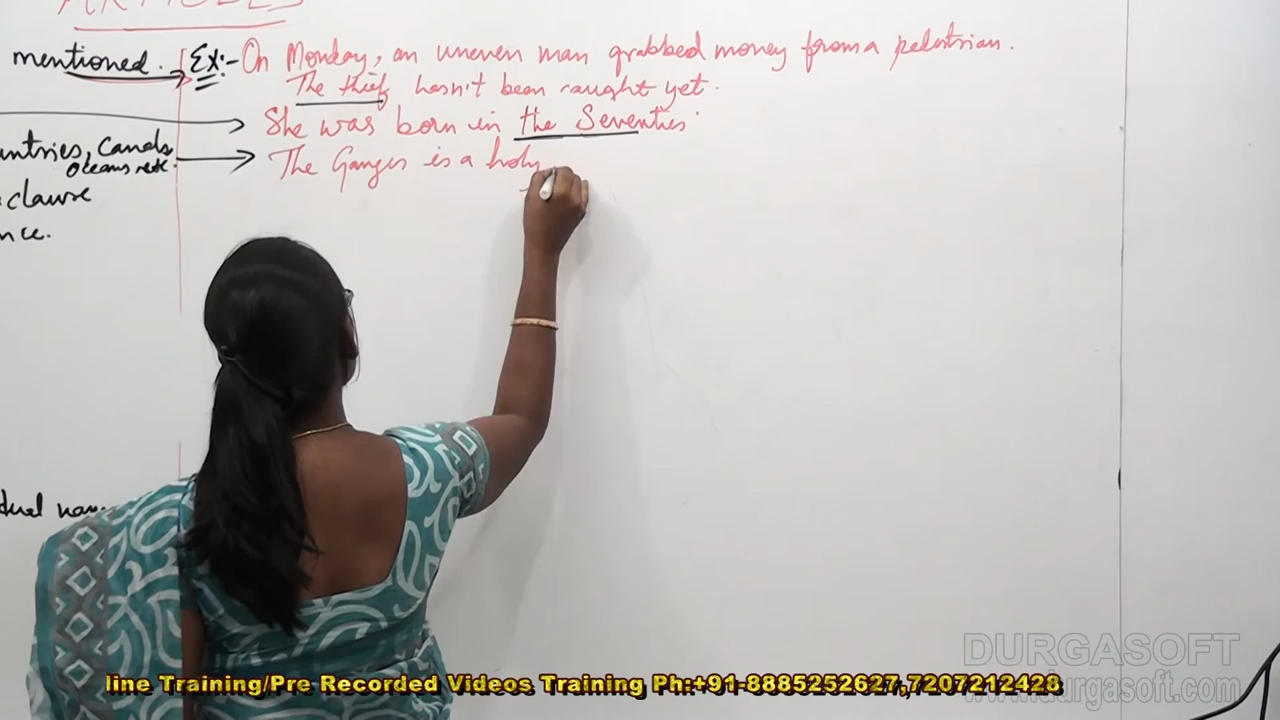 ARTICLES
mentioned. Ex:- On Monday, an uneven man grabbed money from a pedestrian.
The thief hasn't been caught yet.
She was born in the Seventies.
untries, canals The Ganges is a holy
Oceans etc.
clause
nce.
dual nam
DURGASOFT
www.durgasoft.com
line Training/Pre Recorded Videos Training Ph:+91-8885252627,7207212428